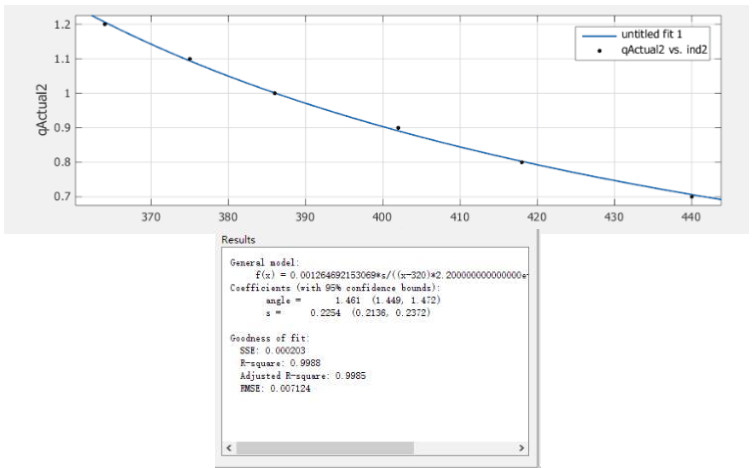 1.2
1.1
1
0.9
0.8
0.7
qActual2
untitled fit 1
qActual2 vs. ind2
370
380
390
400
410
420
430
440
Results
General model:
f(x) = 0.001264692153069*s/((x-320)*2.200000000000000e-
Coefficients (with 95% confidence bounds):
angle = 1.461 (1.449, 1.472)
s = 0.2254 (0.2136, 0.2372)
Goodness of fit:
SSE: 0.000203
R-square: 0.9988
Adjusted R-square: 0.9985
RMSE: 0.007124